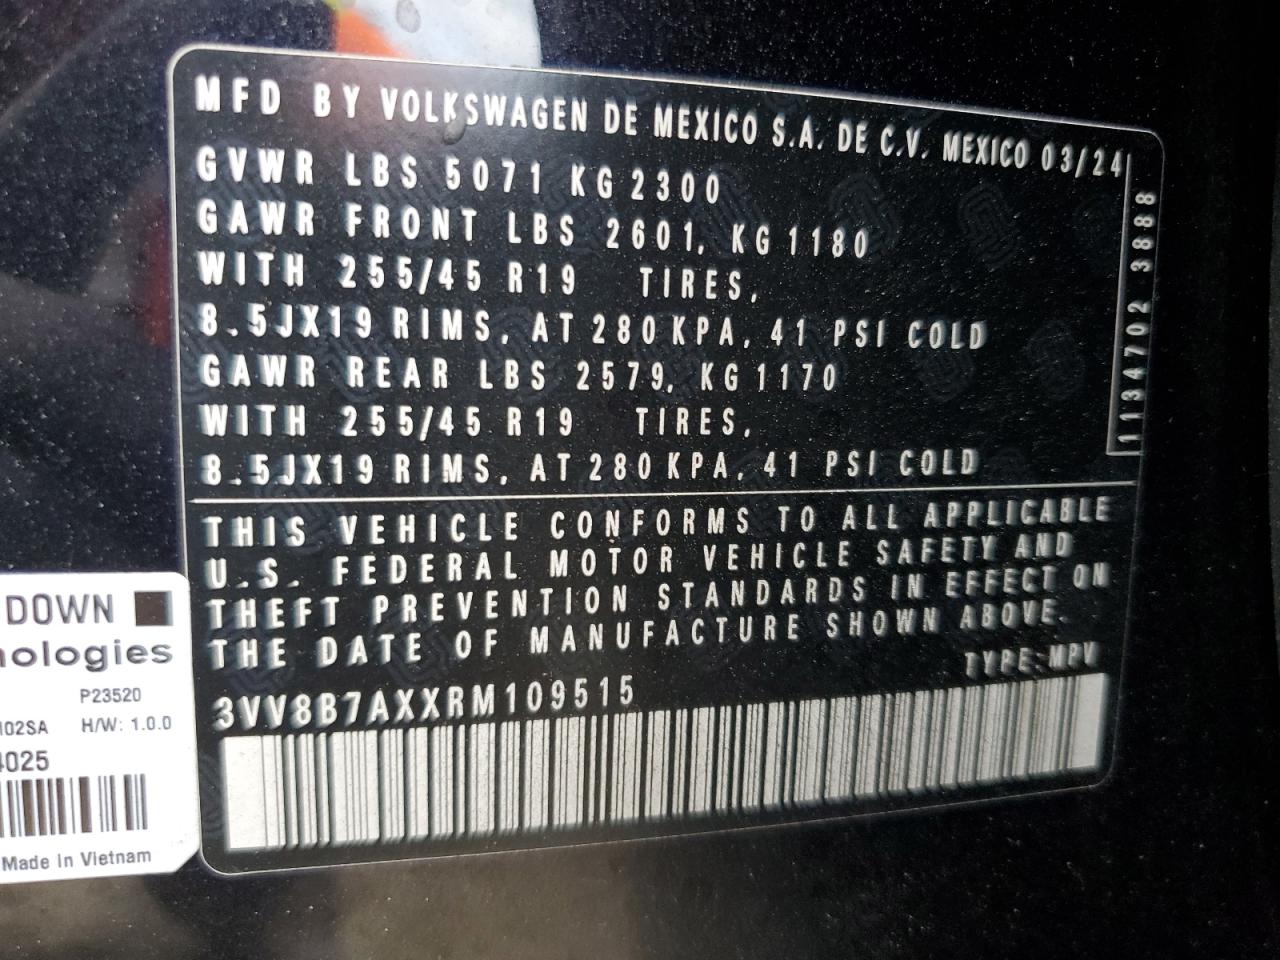 MFD BY VOLKSWAGEN DE MEXICO S.A. DE C.V. MEXICO 03/24
GVWR LBS 5071 KG 2300
GAWR FRONT LBS 2601, KG 1180
WITH 255/45 R19 TIRES,
8.5JX19 RIMS, AT 280 KPA, 41 PSI COLD
GAWR REAR LBS 2579, KG 1170
WITH 255/45 R19 TIRES,
8.5JX19 RIMS, AT 280 KPA, 41 PSI COLD
1134702 3888
THIS VEHICLE CONFORMS TO ALL APPLICABLE
U.S. FEDERAL MOTOR VEHICLE SAFETY AND
THEFT PREVENTION STANDARDS IN EFFECT ON
THE DATE OF MANUFACTURE SHOWN ABOVE.
TYPE:MPV
3VV8B7AXXRM109515
DOWN
nologies
P23520
102SA H/W: 1.0.0
4025
Made In Vietnam